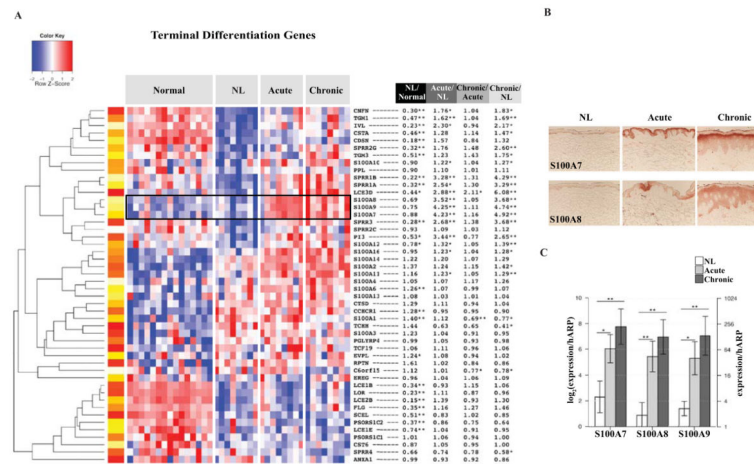 A
Terminal Differentiation Genes
Color Key
-2 -1 0 1 2
Row Z-Score
Normal NL Acute Chronic
NL/Normal Acute/NL Chronic/Acute Chronic/NL
CNFN 0.30** 1.76* 1.04 1.83*
TGM1 0.47** 1.62** 1.04 1.69**
IVL 0.23** 2.30* 0.94 2.17*
CSTA 0.46** 1.28 1.14 1.47*
CDSN 0.18** 1.57 0.84 1.32
SPRR2G 0.32** 1.76 1.48 2.60**
TGM3 0.51** 1.23 1.43 1.75*
S100A10 0.90 1.22* 1.04 1.27*
PPL 0.90 1.10 1.01 1.11
SPRR1B 0.22** 3.28** 1.31 4.29**
SPRR1A 0.32** 2.54* 1.30 3.29**
LCE3D 0.44* 2.88** 2.11* 6.08**
S100A8 0.69 3.52** 1.05 3.68**
S100A9 0.75 4.25** 1.11 4.74**
S100A7 0.88 4.23** 1.16 4.92**
SPRR3 0.28** 2.68** 1.38 3.68**
SPRR2C 0.93 1.09 1.03 1.12
PI3 0.53* 3.44** 0.77 2.65**
S100A12 0.78* 1.32* 1.05 1.39**
S100A16 0.95 1.23* 1.04 1.28*
S100A14 1.22 1.20 1.07 1.29
S100A2 1.37 1.24 1.15 1.42*
S100A11 1.16 1.23* 1.05 1.29**
S100A4 1.05 1.07 1.17 1.26
S100A6 1.26** 1.07 0.99 1.07
S100A13 1.08 1.03 1.01 1.04
CTSD 1.29 1.11 0.94 1.04
CCHCR1 1.28** 0.95 0.95 0.90
S100A1 1.40** 1.12 0.69** 0.77*
TCHH 1.44 0.63 0.65 0.41*
S100A3 1.23 1.04 0.91 0.95
PGLYRP4 0.99 1.05 0.93 0.98
TCF19 1.06 1.11 0.96 1.06
EVPL 1.24* 1.08 0.94 1.02
RPTN 1.61 1.02 0.84 0.86
C6orf15 1.12 1.01 0.77* 0.78*
EREG 0.96 1.04 1.06 1.09
LCE1B 0.34** 0.93 1.15 1.06
LOR 0.23** 1.11 0.87 0.96
LCE2B 0.15** 1.39 0.93 1.30
FLG 0.35** 1.16 1.27 1.46
SCEL 0.51** 0.83 1.02 0.85
PSORS1C2 0.37** 0.86 0.75 0.64
LCE1E 0.74** 1.04 0.91 0.95
PSORS1C1 1.01 1.06 0.94 1.00
CST6 0.87 1.05 0.95 1.00
SPRR4 0.66 0.74 0.78 0.58*
ANXA1 0.99 0.93 0.92 0.86
B
NL Acute Chronic
S100A7
S100A8
C
NL
Acute
Chronic
log2(expression/hARP)
10
8
6
4
2
0
** ** **
* ** *
1024
256
64
16
4
1
expression/hARP
S100A7 S100A8 S100A9